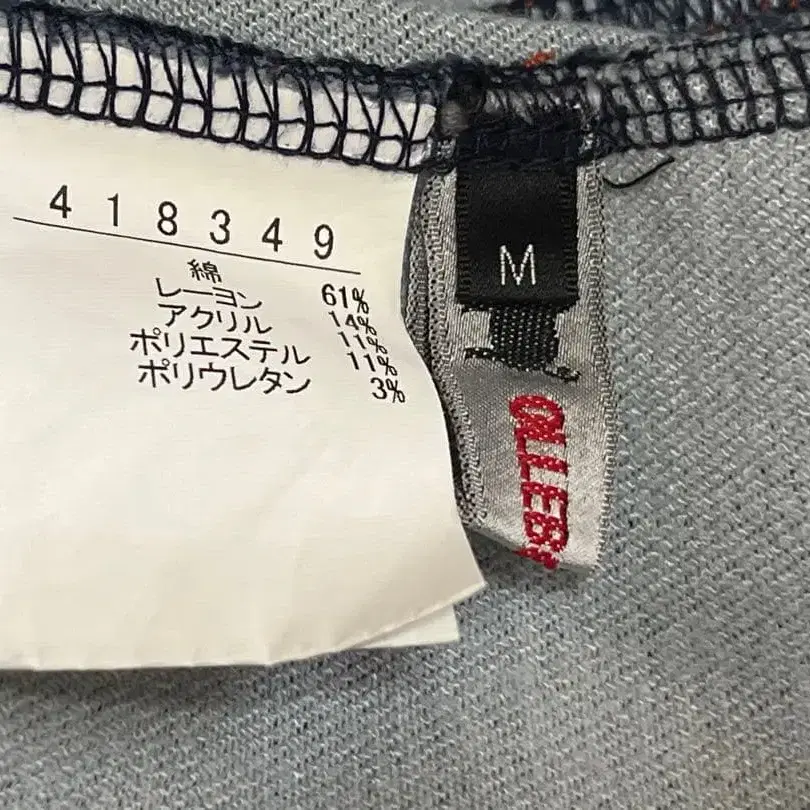 418349
綿 61%
レーヨン 14%
アクリル 11%
ポリエステル 11%
ポリウレタン 3%
M